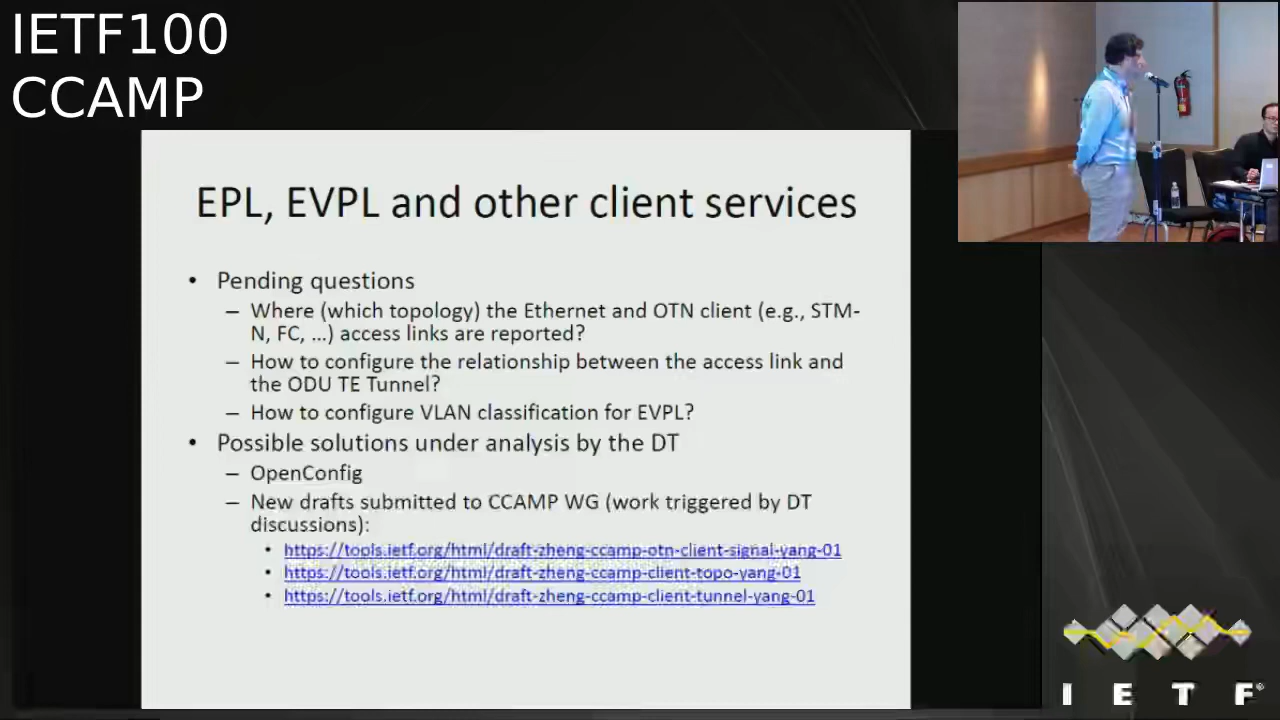 IETF100
CCAMP
EPL, EVPL and other client services
• Pending questions
– Where (which topology) the Ethernet and OTN client (e.g., STM-
N, FC, ...) access links are reported?
– How to configure the relationship between the access link and
the ODU TE Tunnel?
– How to configure VLAN classification for EVPL?
• Possible solutions under analysis by the DT
– OpenConfig
– New drafts submitted to CCAMP WG (work triggered by DT
discussions):
• https://tools.ietf.org/html/draft-zheng-ccamp-otn-client-signal-yang-01
• https://tools.ietf.org/html/draft-zheng-ccamp-client-topo-yang-01
• https://tools.ietf.org/html/draft-zheng-ccamp-client-tunnel-yang-01
I E T F®